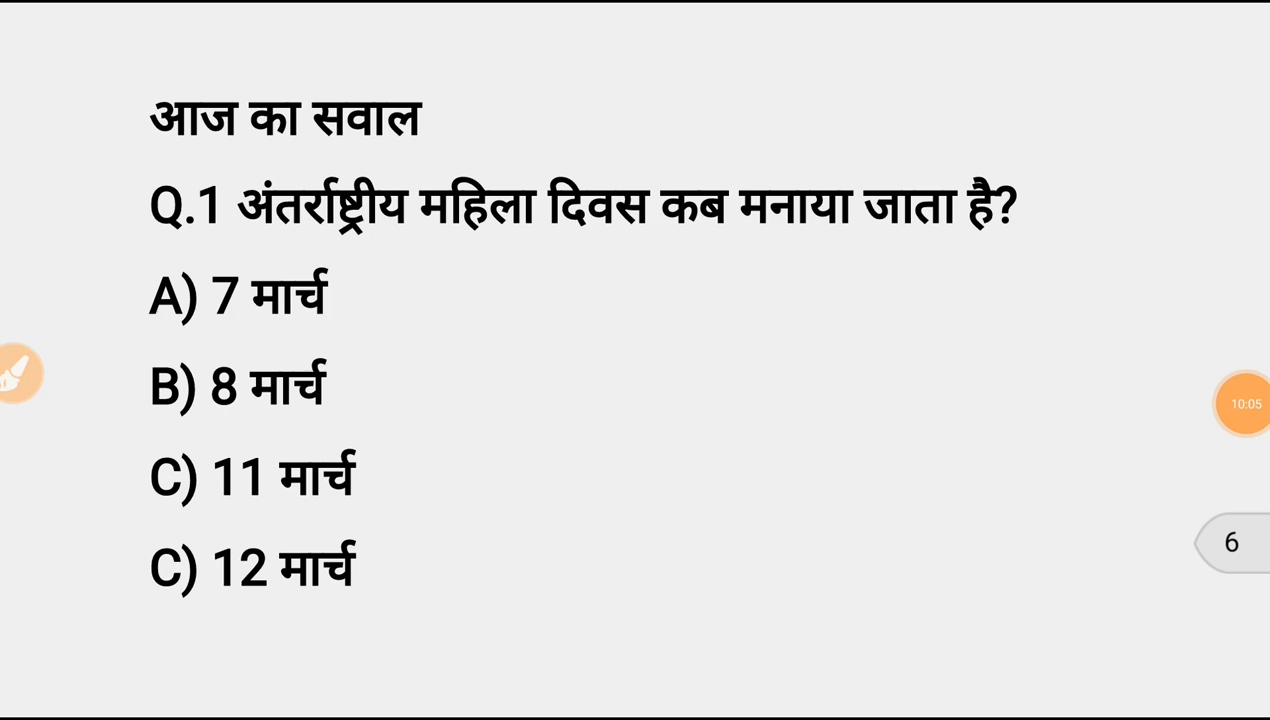 आज का सवाल
Q.1 अंतर्राष्ट्रीय महिला दिवस कब मनाया जाता है?
A) 7 मार्च
B) 8 मार्च
C) 11 मार्च
C) 12 मार्च
10:05
6